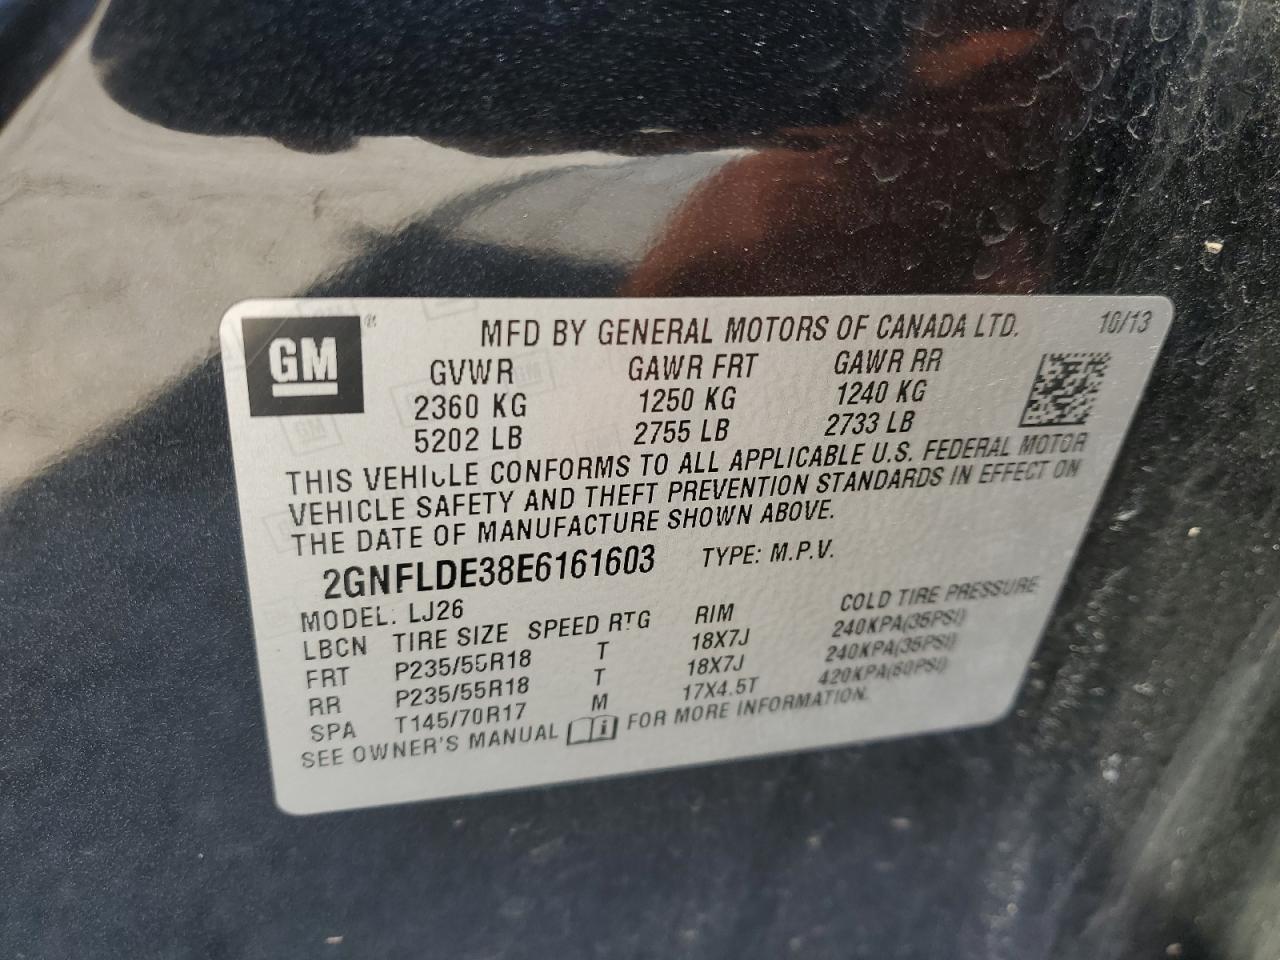 GM ® MFD BY GENERAL MOTORS OF CANADA LTD. 10/13
GVWR GAWR FRT GAWR RR
2360 KG 1250 KG 1240 KG
5202 LB 2755 LB 2733 LB
THIS VEHICLE CONFORMS TO ALL APPLICABLE U.S. FEDERAL MOTOR
VEHICLE SAFETY AND THEFT PREVENTION STANDARDS IN EFFECT ON
THE DATE OF MANUFACTURE SHOWN ABOVE.
2GNFLDE38E6161603 TYPE: M.P.V.
MODEL: LJ26
LBCN TIRE SIZE SPEED RTG RIM COLD TIRE PRESSURE
FRT P235/55R18 T 18X7J 240KPA(35PSI)
RR P235/55R18 T 18X7J 240KPA(35PSI)
SPA T145/70R17 M 17X4.5T 420KPA(60PSI)
SEE OWNER'S MANUAL i FOR MORE INFORMATION.